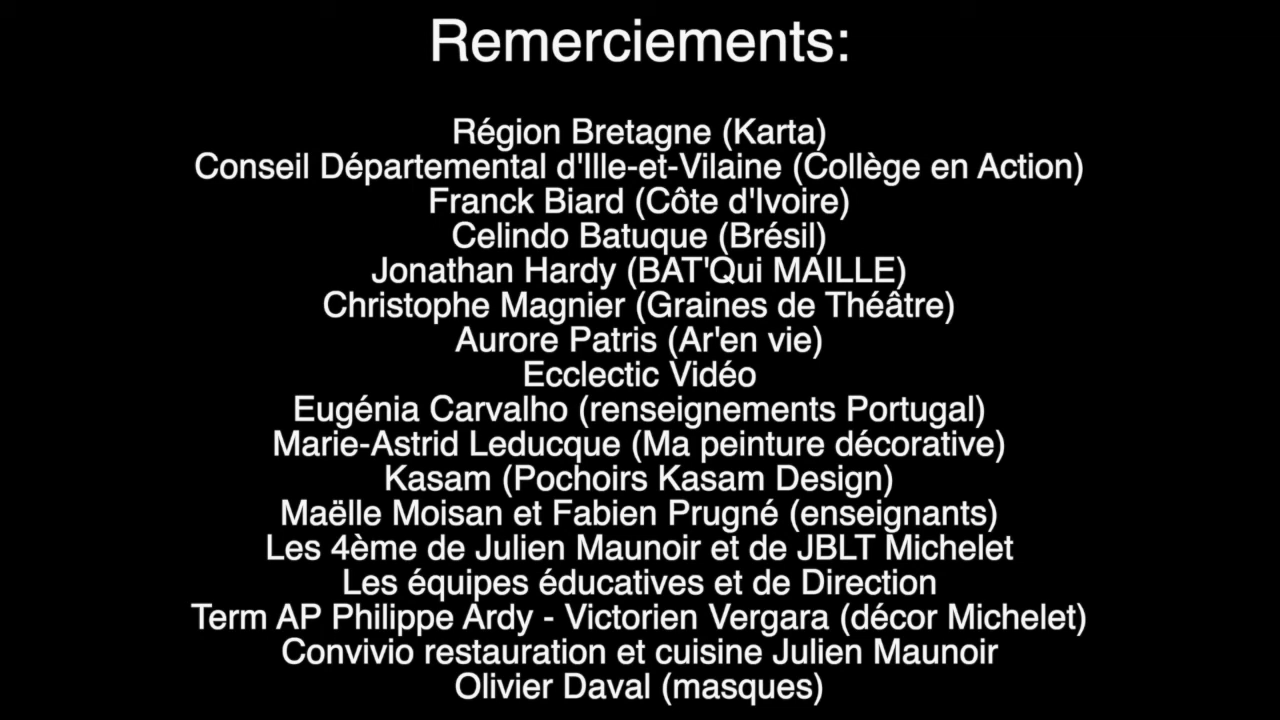 Remerciements:
Région Bretagne (Karta)
Conseil Départemental d'Ille-et-Vilaine (Collège en Action)
Franck Biard (Côte d'Ivoire)
Celindo Batuque (Brésil)
Jonathan Hardy (BAT'Qui MAILLE)
Christophe Magnier (Graines de Théâtre)
Aurore Patris (Ar'en vie)
Ecclectic Vidéo
Eugénia Carvalho (renseignements Portugal)
Marie-Astrid Leducque (Ma peinture décorative)
Kasam (Pochoirs Kasam Design)
Maëlle Moisan et Fabien Prugné (enseignants)
Les 4ème de Julien Maunoir et de JBLT Michelet
Les équipes éducatives et de Direction
Term AP Philippe Ardy - Victorien Vergara (décor Michelet)
Convivio restauration et cuisine Julien Maunoir
Olivier Daval (masques)